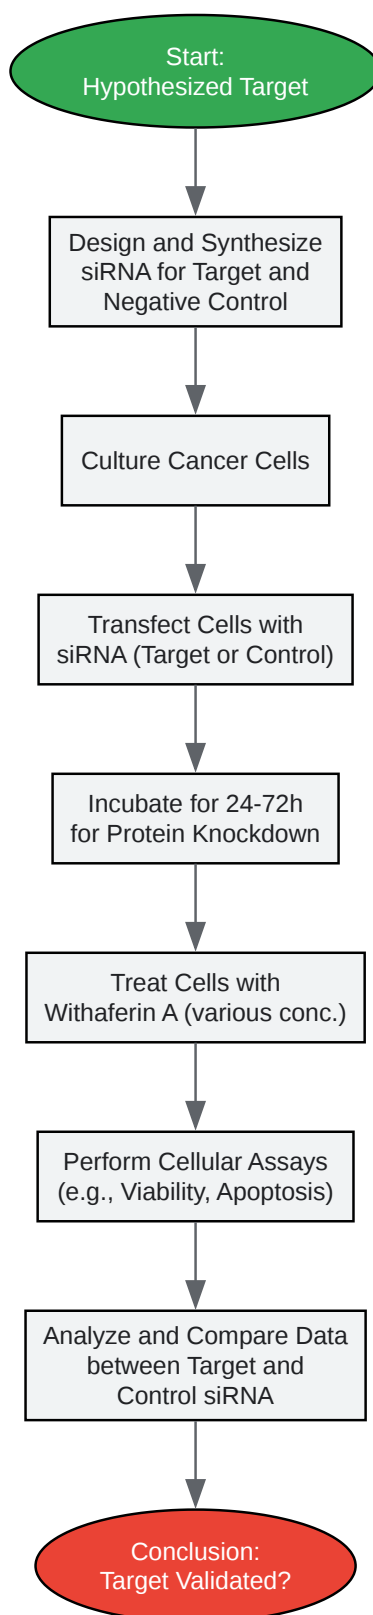 Start:
Hypothesized Target
Design and Synthesize
siRNA for Target and
Negative Control
Culture Cancer Cells
Transfect Cells with
siRNA (Target or Control)
Incubate for 24-72h
for Protein Knockdown
Treat Cells with
Withaferin A (various conc.)
Perform Cellular Assays
(e.g., Viability, Apoptosis)
Analyze and Compare Data
between Target and
Control siRNA
Conclusion:
Target Validated?